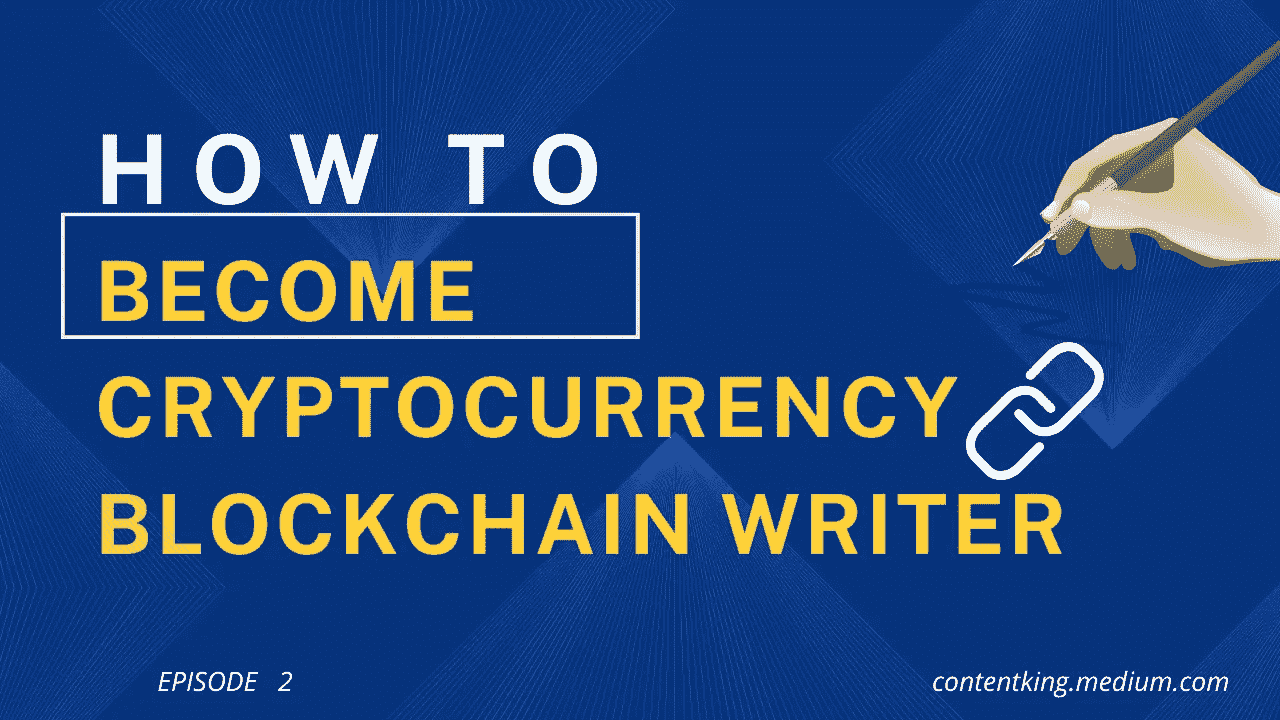 HOW TO
BECOME
CRYPTOCURRENCY
BLOCKCHAIN WRITER
EPISODE 2
contentking.medium.com